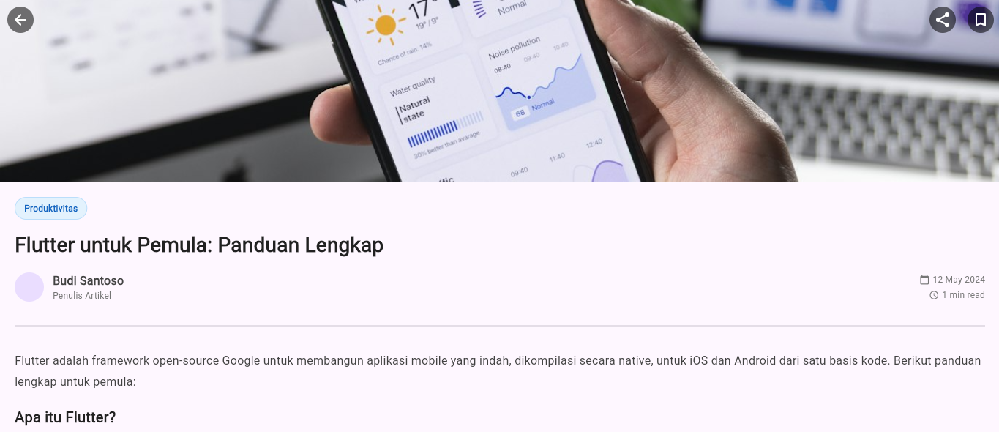 17°
19° / 9°
Chance of rain: 14%
Normal
Noise pollution
08:40
09:40
10:40
68
Normal
Water quality
Natural
state
30% better than avarage
09:40
11:40
12:40
Produktivitas
Flutter untuk Pemula: Panduan Lengkap
Budi Santoso
Penulis Artikel
12 May 2024
1 min read
Flutter adalah framework open-source Google untuk membangun aplikasi mobile yang indah, dikompilasi secara native, untuk iOS dan Android dari satu basis kode. Berikut panduan
lengkap untuk pemula:
Apa itu Flutter?